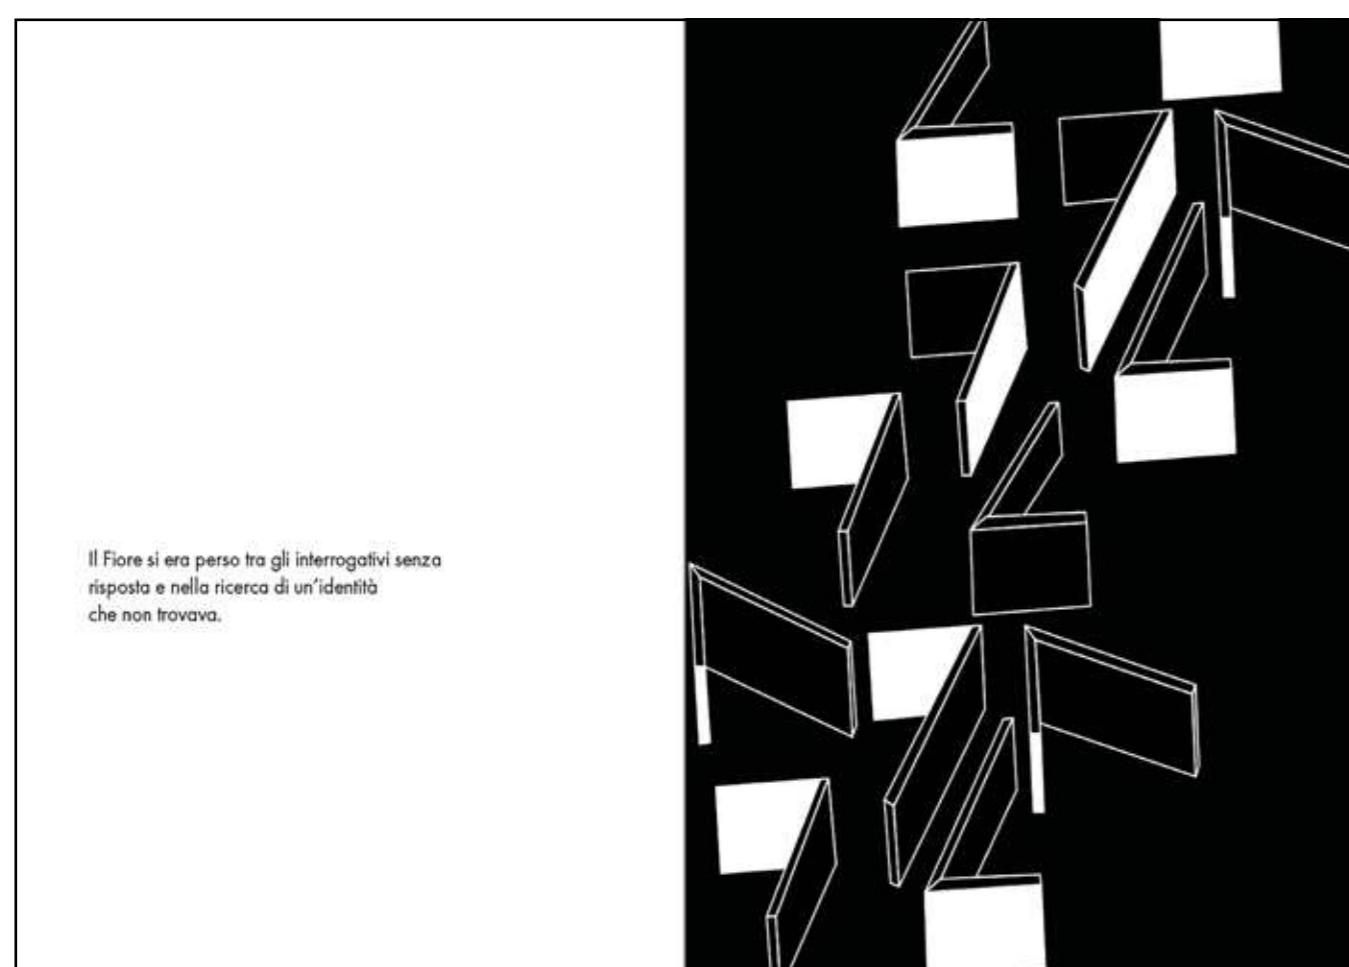 Il Fiore si era perso tra gli interrogativi senza
risposta e nella ricerca di un'identità
che non trovava.